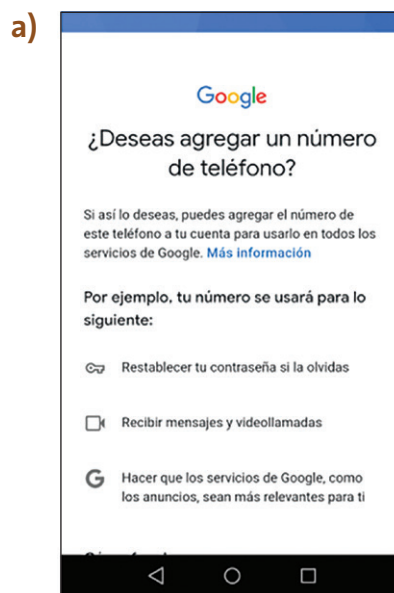 a)
Google
¿Deseas agregar un número
de teléfono?
Si así lo deseas, puedes agregar el número de
este teléfono a tu cuenta para usarlo en todos los
servicios de Google. Más información
Por ejemplo, tu número se usará para lo
siguiente:
Restablecer tu contraseña si la olvidas
Recibir mensajes y videollamadas
G Hacer que los servicios de Google, como
los anuncios, sean más relevantes para ti